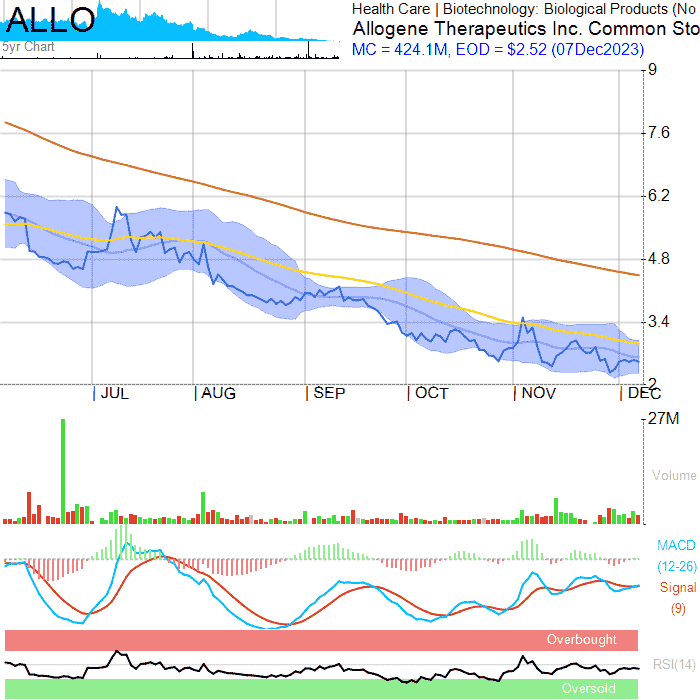 ALLO
5yr Chart
Health Care | Biotechnology: Biological Products (No
Allogene Therapeutics Inc. Common Sto
MC = 424.1M, EOD = $2.52 (07Dec2023)
9
7.6
6.2
4.8
3.4
2
JUL
AUG
SEP
OCT
NOV
DEC
27M
Volume
MACD
(12-26)
Signal
(9)
Overbought
RSI(14)
Oversold